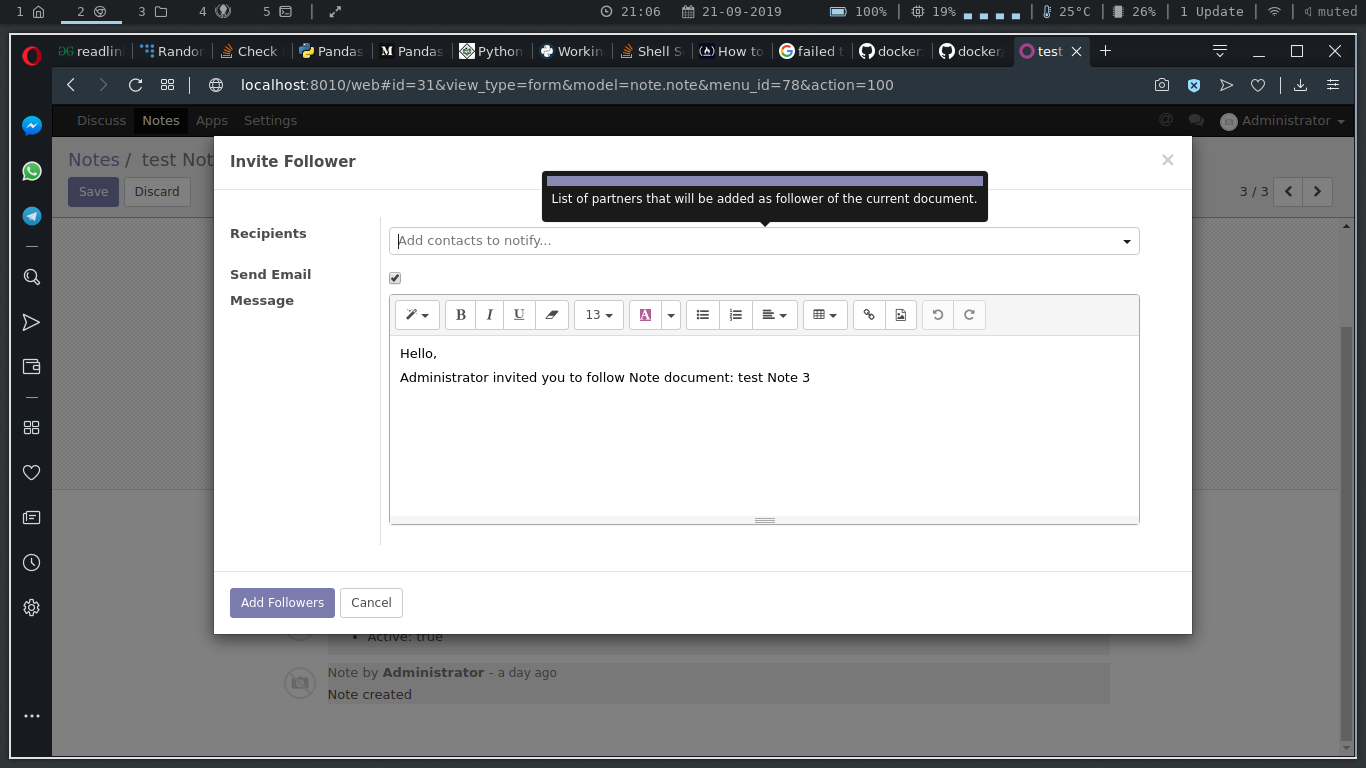 1 2 3 4 5 21:06 21-09-2019 100% 19% 25°C 26% 1 Update muted
readlin Rando Check Pandas Pandas Python Workin Shell S How to failed t docker docker test
localhost:8010/web#id=31&view_type=form&model=note.note&menu_id=78&action=100
Discuss Notes Apps Settings @ Administrator
Notes / test Not
Save Discard 3 / 3
Invite Follower ×
List of partners that will be added as follower of the current document.
Recipients Add contacts to notify...
Send Email
Message
B I U 13 A
Hello,
Administrator invited you to follow Note document: test Note 3
Add Followers Cancel
• Active: true
Note by Administrator - a day ago
Note created